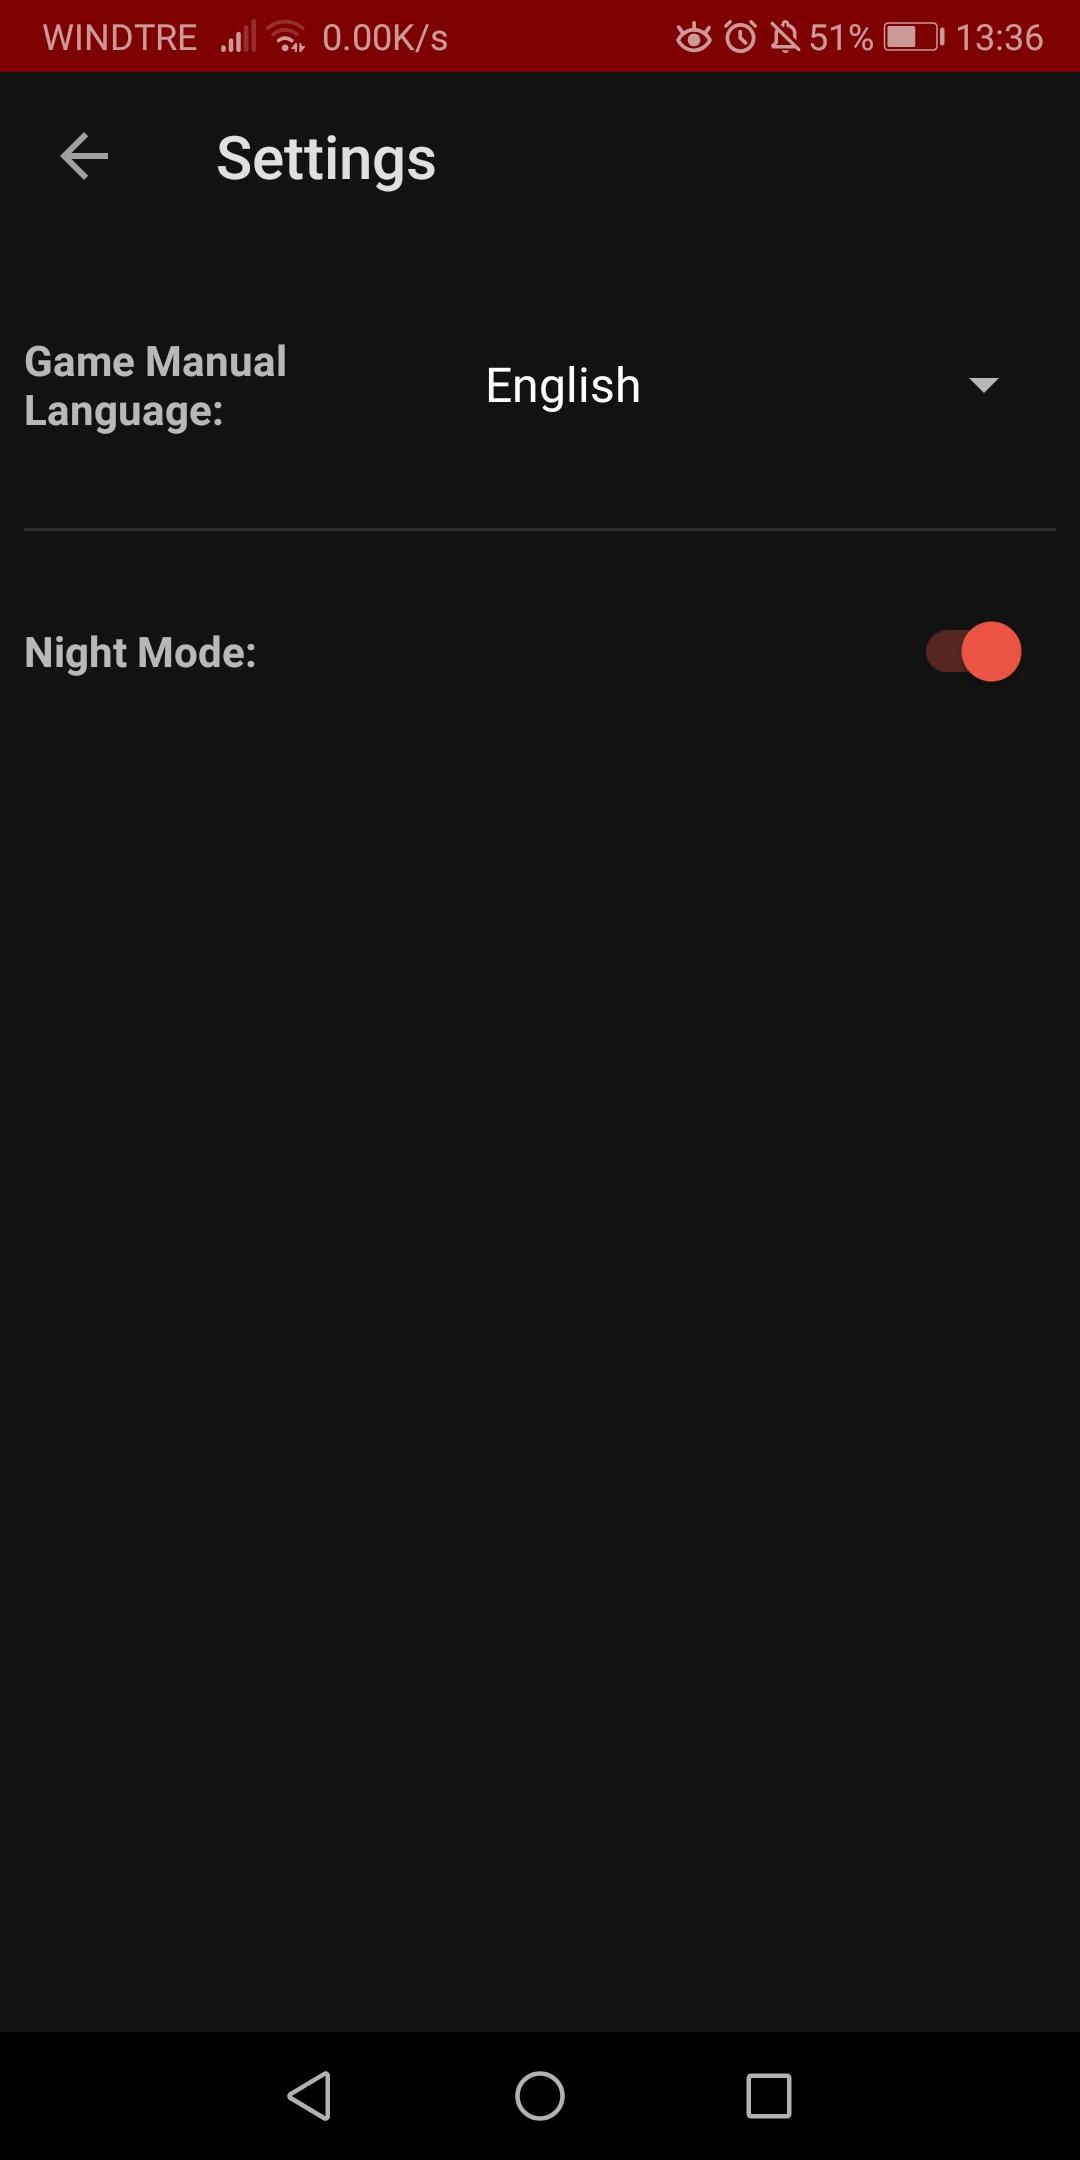 WINDTRE 0.00K/s 51% 13:36
Settings
Game Manual
Language:
English
Night Mode: